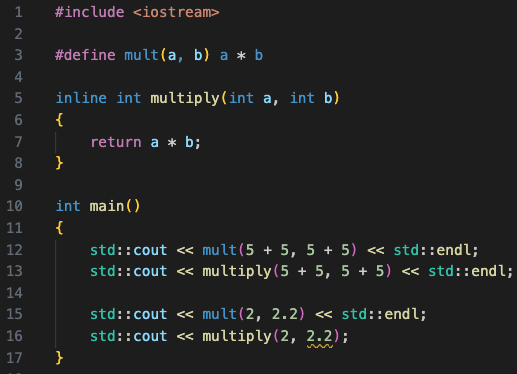 1 #include <iostream>
2
3 #define mult(a, b) a * b
4
5 inline int multiply(int a, int b)
6 {
7     return a * b;
8 }
9
10 int main()
11 {
12     std::cout << mult(5 + 5, 5 + 5) << std::endl;
13     std::cout << multiply(5 + 5, 5 + 5) << std::endl;
14
15     std::cout << mult(2, 2.2) << std::endl;
16     std::cout << multiply(2, 2.2);
17 }